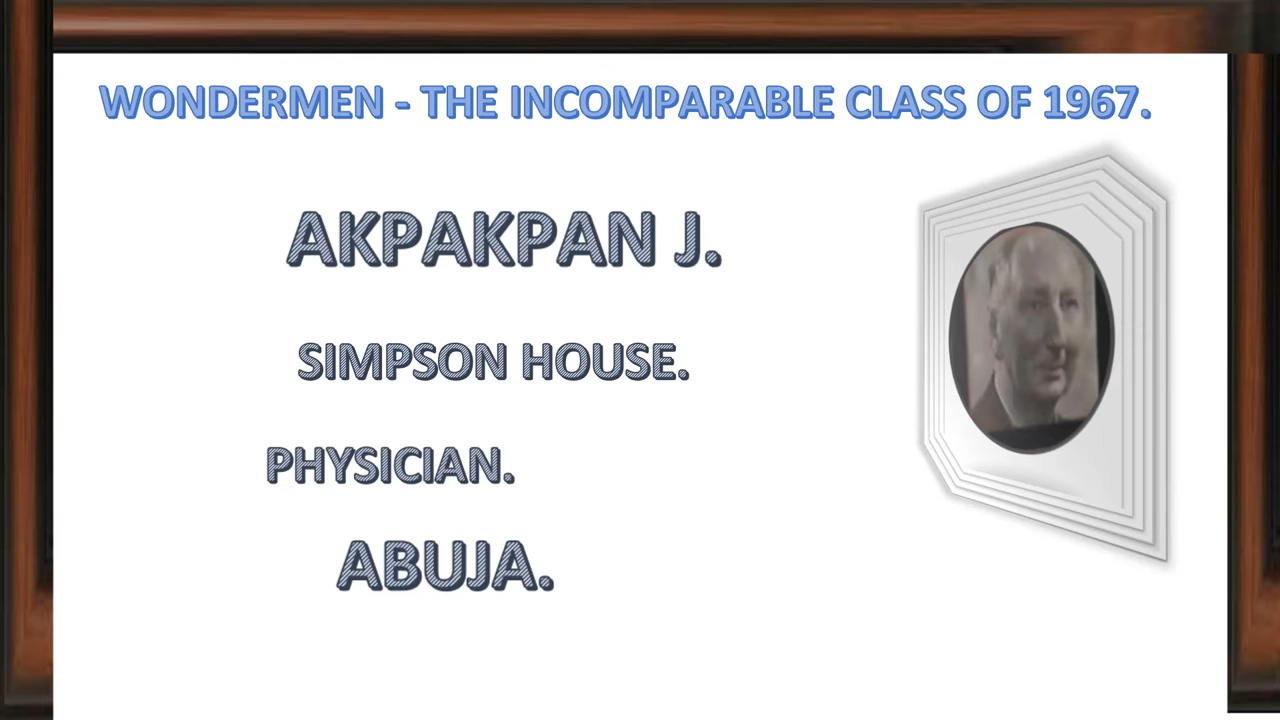 WONDERMEN - THE INCOMPARABLE CLASS OF 1967.
AKPAKPAN J.
SIMPSON HOUSE.
PHYSICIAN.
ABUJA.